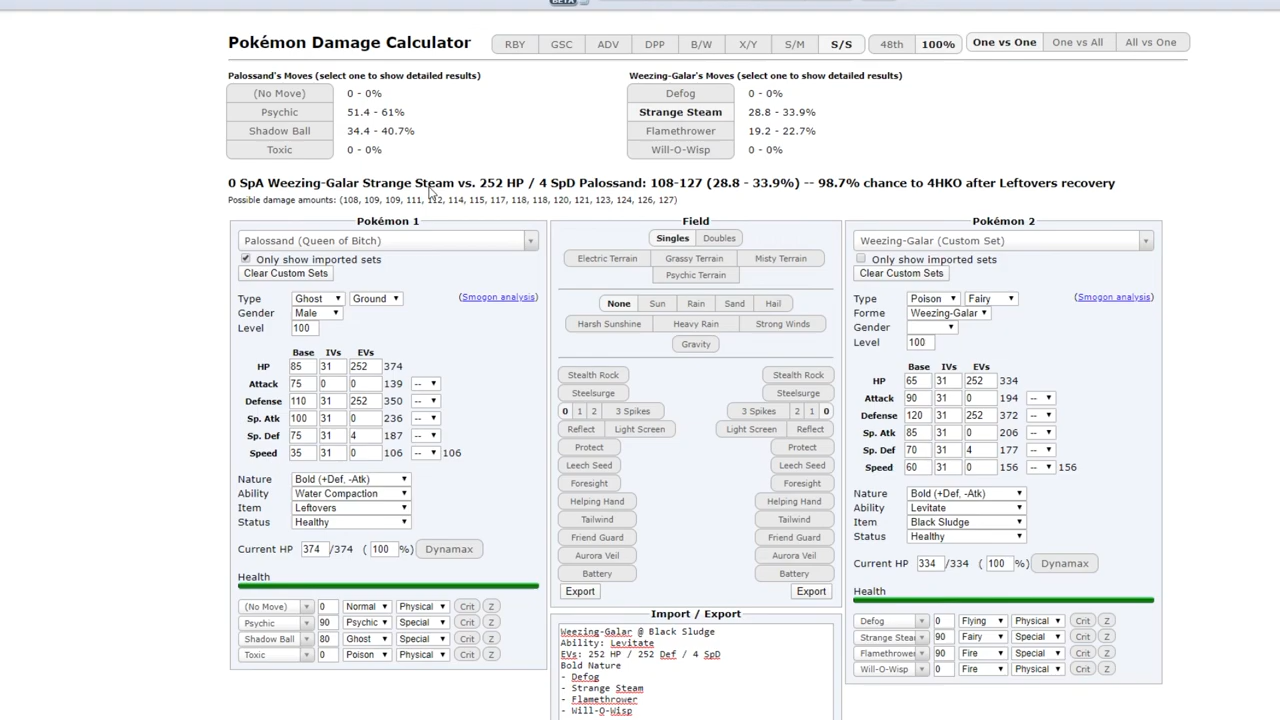 BETA
Pokémon Damage Calculator RBY GSC ADV DPP B/W X/Y S/M S/S 48th 100% One vs One One vs All All vs One
Palossand's Moves (select one to show detailed results) Weezing-Galar's Moves (select one to show detailed results)
(No Move) 0 - 0% Defog 0 - 0%
Psychic 51.4 - 61% Strange Steam 28.8 - 33.9%
Shadow Ball 34.4 - 40.7% Flamethrower 19.2 - 22.7%
Toxic 0 - 0% Will-O-Wisp 0 - 0%
0 SpA Weezing-Galar Strange Steam vs. 252 HP / 4 SpD Palossand: 108-127 (28.8 - 33.9%) -- 98.7% chance to 4HKO after Leftovers recovery
Possible damage amounts: (108, 109, 109, 111, 112, 114, 115, 117, 118, 118, 120, 121, 123, 124, 126, 127)
Pokémon 1
Palossand (Queen of Bitch)
Only show imported sets
Clear Custom Sets
Type Ghost Ground (Smogon analysis)
Gender Male
Level 100
Base IVs EVs
HP 85 31 252 374
Attack 75 0 0 139 --
Defense 110 31 252 350 --
Sp. Atk 100 31 0 236 --
Sp. Def 75 31 4 187 --
Speed 35 31 0 106 -- 106
Nature Bold (+Def, -Atk)
Ability Water Compaction
Item Leftovers
Status Healthy
Current HP 374 /374 ( 100 %) Dynamax
Health
(No Move) 0 Normal Physical Crit Z
Psychic 90 Psychic Special Crit Z
Shadow Ball 80 Ghost Special Crit Z
Toxic 0 Poison Physical Crit Z
Field
Singles Doubles
Electric Terrain Grassy Terrain Misty Terrain
Psychic Terrain
None Sun Rain Sand Hail
Harsh Sunshine Heavy Rain Strong Winds
Gravity
Stealth Rock Stealth Rock
Steelsurge Steelsurge
0 1 2 3 Spikes 3 Spikes 2 1 0
Reflect Light Screen Light Screen Reflect
Protect Protect
Leech Seed Leech Seed
Foresight Foresight
Helping Hand Helping Hand
Tailwind Tailwind
Friend Guard Friend Guard
Aurora Veil Aurora Veil
Battery Battery
Export Export
Import / Export
Weezing-Galar @ Black Sludge
Ability: Levitate
EVs: 252 HP / 252 Def / 4 SpD
Bold Nature
- Defog
- Strange Steam
- Flamethrower
- Will-O-Wisp
Pokémon 2
Weezing-Galar (Custom Set)
Only show imported sets
Clear Custom Sets
Type Poison Fairy (Smogon analysis)
Forme Weezing-Galar
Gender
Level 100
Base IVs EVs
HP 65 31 252 334
Attack 90 31 0 194 --
Defense 120 31 252 372 --
Sp. Atk 85 31 0 206 --
Sp. Def 70 31 4 177 --
Speed 60 31 0 156 -- 156
Nature Bold (+Def, -Atk)
Ability Levitate
Item Black Sludge
Status Healthy
Current HP 334 /334 ( 100 %) Dynamax
Health
Defog 0 Flying Physical Crit Z
Strange Stea 90 Fairy Special Crit Z
Flamethrower 90 Fire Special Crit Z
Will-O-Wisp 0 Fire Physical Crit Z